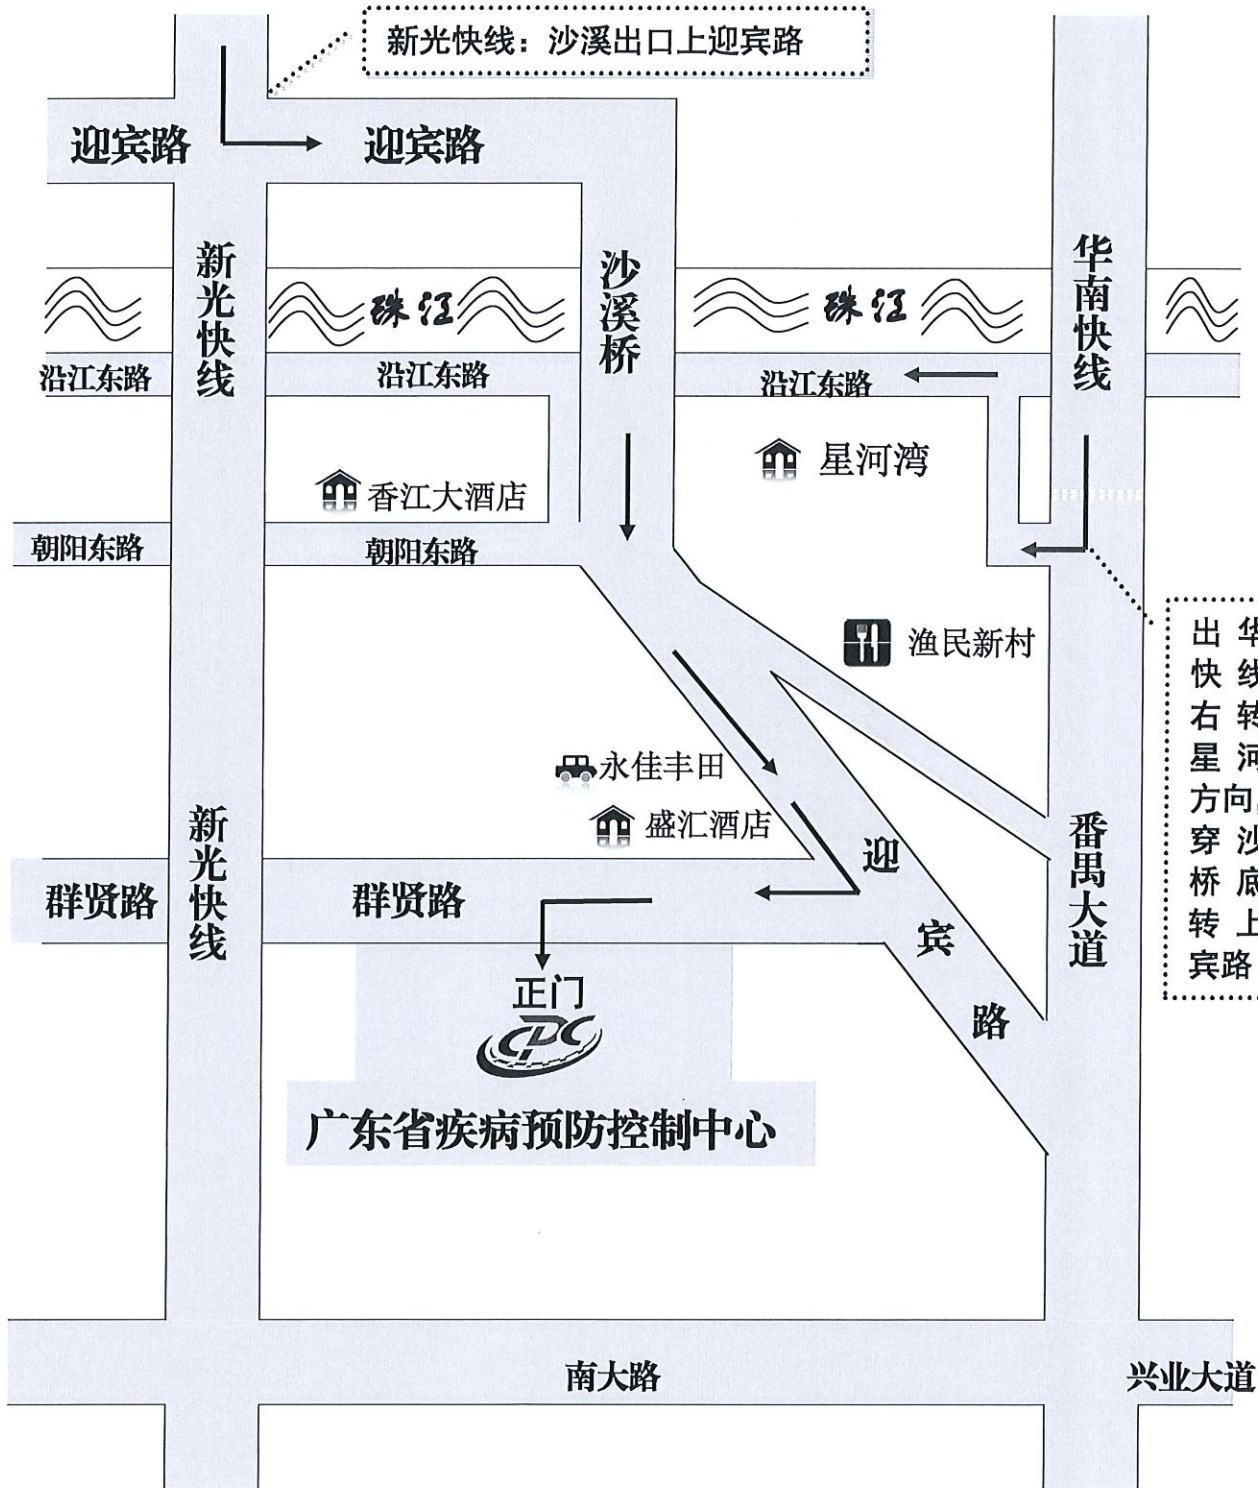 新光快线：沙溪出口上迎宾路
迎宾路
迎宾路
新光快线
沙溪桥
华南快线
珠江
珠江
沿江东路
沿江东路
沿江东路
星河湾
香江大酒店
朝阳东路
朝阳东路
渔民新村
出 华
快 线
右 转
星 河
方向,
穿 沙
桥 底
转 上
宾路
永佳丰田
盛汇酒店
新光快线
番禺大道
群贤路
群贤路
迎宾路
正门
CDC
广东省疾病预防控制中心
南大路
兴业大道